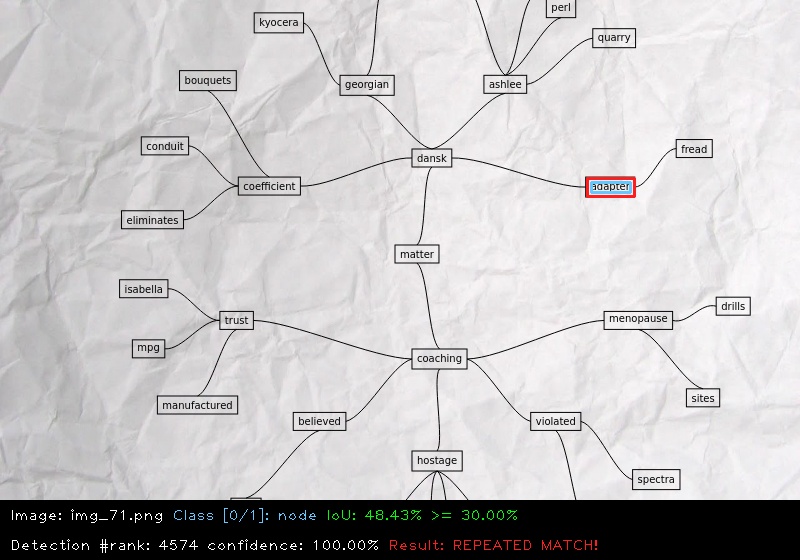 perl
kyocera
quarry
bouquets
georgian
ashlee
conduit
fread
dansk
coefficient
adapter
eliminates
matter
isabella
drills
trust
menopause
mpg
coaching
sites
manufactured
believed
violated
hostage
spectra
Image: img_71.png Class [0/1]: node IoU: 48.43% >= 30.00%
Detection #rank: 4574 confidence: 100.00% Result: REPEATED MATCH!